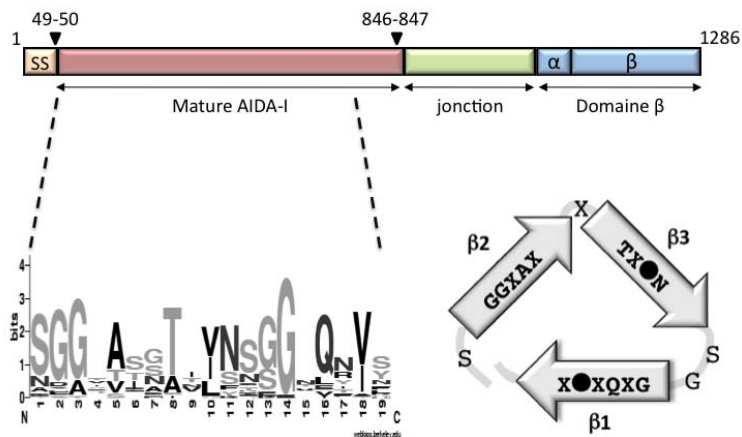 49-50
846-847
1
1286
SS
α
β
Mature AIDA-I
jonction
Domaine β
X
β2
β3
GGXAX
TX●N
4
3
bits
2
1
0
SGG A T VNSGG Q V
S
S
X●XQXG
G
β1
N 1 2 3 4 5 6 7 8 9 10 11 12 13 14 15 16 17 18 19 C
weblogo.berkeley.edu